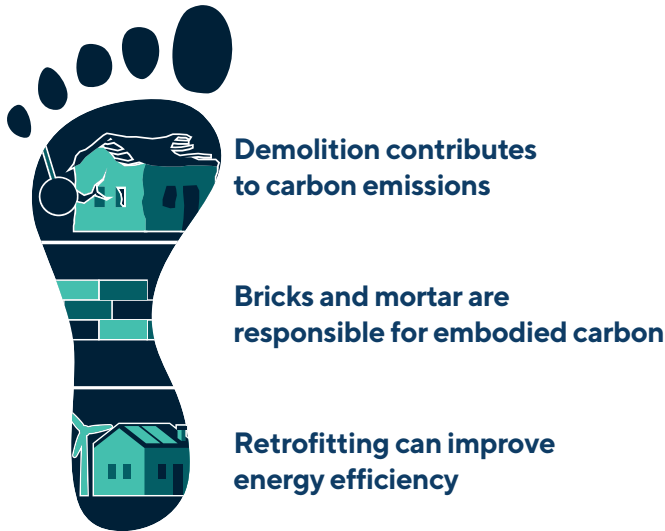 Demolition contributes
to carbon emissions
Bricks and mortar are
responsible for embodied carbon
Retrofitting can improve
energy efficiency